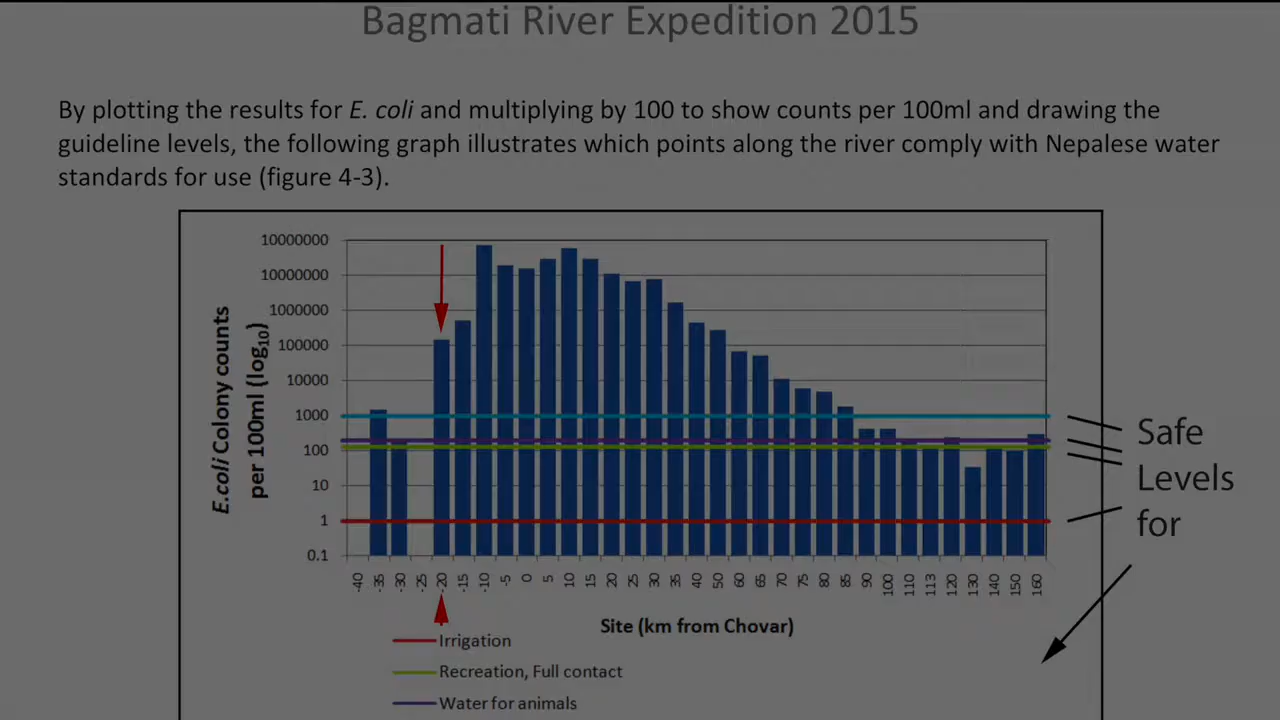 Bagmati River Expedition 2015
By plotting the results for E. coli and multiplying by 100 to show counts per 100ml and drawing the
guideline levels, the following graph illustrates which points along the river comply with Nepalese water
standards for use (figure 4-3).
E.coli Colony counts
per 100ml (log10)
10000000
10000000
1000000
100000
10000
1000
100
10
1
0.1
-40 -35 -30 -25 -20 -15 -10 -5 0 5 10 15 20 25 30 35 40 50 60 65 70 75 80 85 90 100 110 113 120 130 140 150 160
Site (km from Chovar)
Irrigation
Recreation, Full contact
Water for animals
Safe
Levels
for